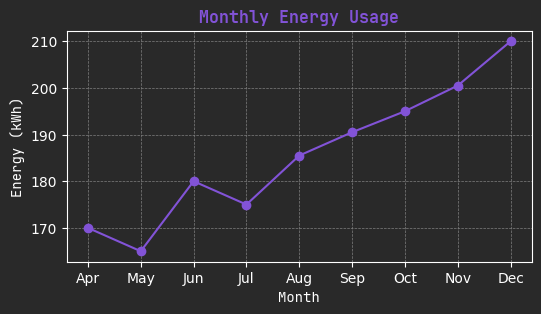 Monthly Energy Usage
Energy (kWh)
210
200
190
180
170
Apr May Jun Jul Aug Sep Oct Nov Dec
Month